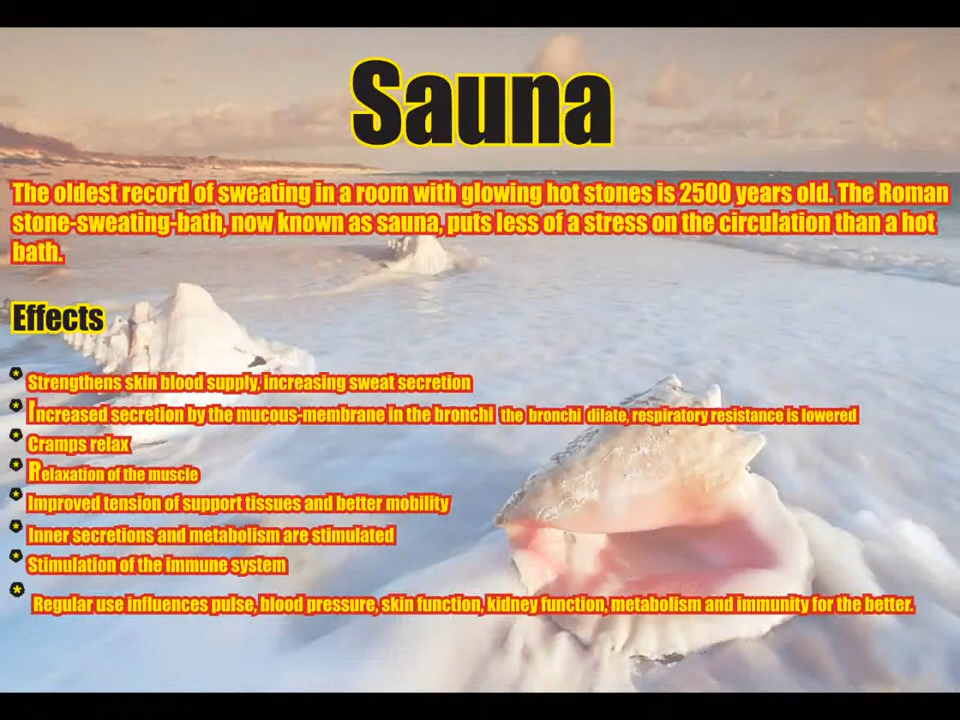 Sauna
The oldest record of sweating in a room with glowing hot stones is 2500 years old. The Roman
stone-sweating-bath, now known as sauna, puts less of a stress on the circulation than a hot
bath.
Effects
* Strengthens skin blood supply, increasing sweat secretion
* Increased secretion by the mucous-membrane in the bronchi the bronchi dilate, respiratory resistance is lowered
* Cramps relax
* Relaxation of the muscle
* Improved tension of support tissues and better mobility
* Inner secretions and metabolism are stimulated
* Stimulation of the immune system
* Regular use influences pulse, blood pressure, skin function, kidney function, metabolism and immunity for the better.